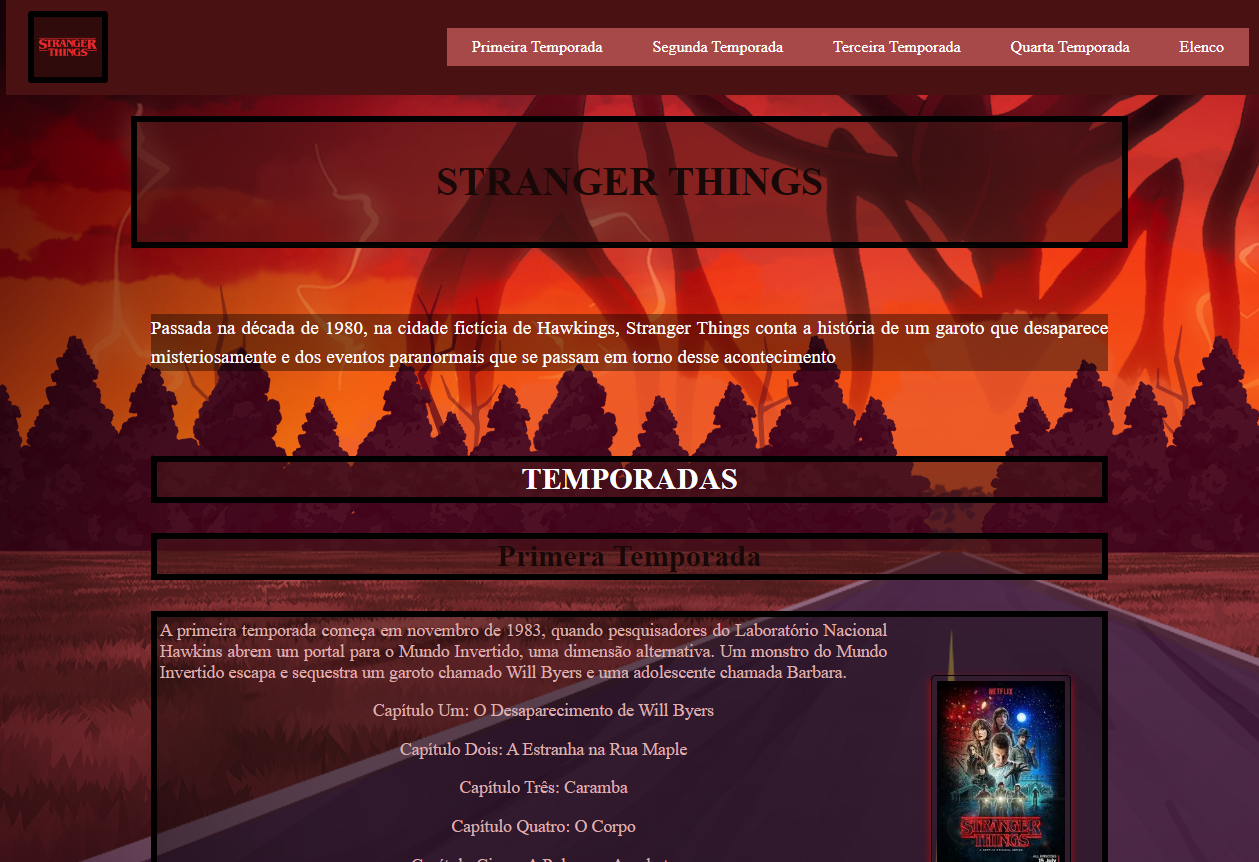 STRANGER
THINGS
Primeira Temporada Segunda Temporada Terceira Temporada Quarta Temporada Elenco
STRANGER THINGS
Passada na década de 1980, na cidade fictícia de Hawkings, Stranger Things conta a história de um garoto que desaparece
misteriosamente e dos eventos paranormais que se passam em torno desse acontecimento
TEMPORADAS
Primera Temporada
A primeira temporada começa em novembro de 1983, quando pesquisadores do Laboratório Nacional
Hawkins abrem um portal para o Mundo Invertido, uma dimensão alternativa. Um monstro do Mundo
Invertido escapa e sequestra um garoto chamado Will Byers e uma adolescente chamada Barbara.
Capítulo Um: O Desaparecimento de Will Byers
Capítulo Dois: A Estranha na Rua Maple
Capítulo Três: Caramba
Capítulo Quatro: O Corpo
NETFLIX
STRANGER
THINGS